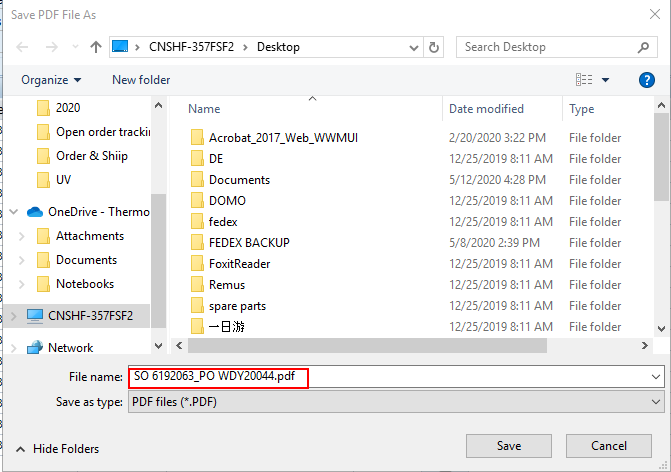 Save PDF File As
CNSHF-357FSF2 Desktop
Search Desktop
Organize New folder
?
2020
Open order trackin
Order & Shiip
UV
OneDrive - Thermo
Attachments
Documents
Notebooks
CNSHF-357FSF2
Network
Name Date modified Type
Acrobat_2017_Web_WWMUI 2/20/2020 3:22 PM File folder
DE 12/25/2019 8:11 AM File folder
Documents 5/12/2020 4:28 PM File folder
DOMO 12/25/2019 8:11 AM File folder
fedex 12/25/2019 8:11 AM File folder
FEDEX BACKUP 5/8/2020 2:39 PM File folder
FoxitReader 12/25/2019 8:11 AM File folder
Remus 12/25/2019 8:11 AM File folder
spare parts 12/25/2019 8:11 AM File folder
一日游 12/25/2019 8:11 AM File folder
File name: SO 6192063_PO WDY20044.pdf
Save as type: PDF files (*.PDF)
Hide Folders
Save
Cancel